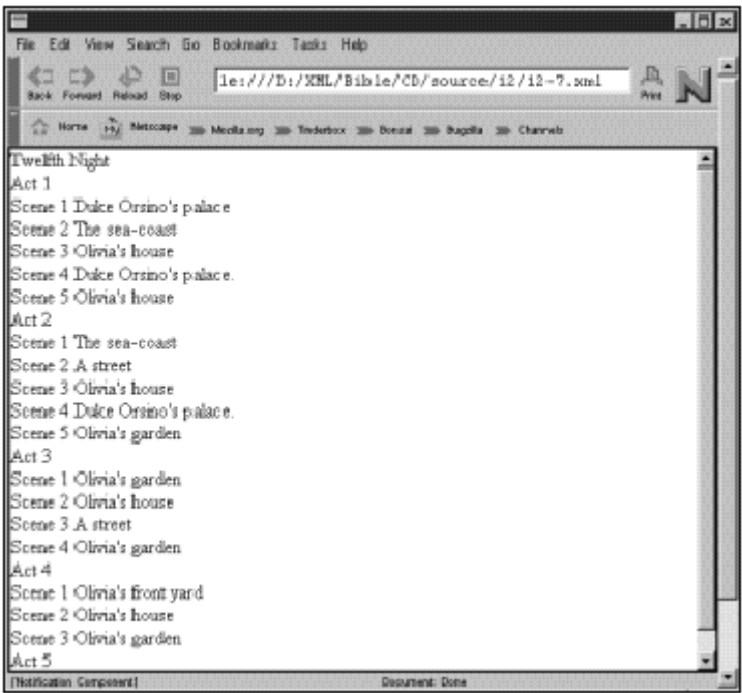 File Edit View Search Go Bookmarks Tasks Help
le:///D:/XML/Bible/CD/source/12/12-7.xml
Back Forward Reload Stop Print N
Home My Netscape Mozilla.org Tinderbox Bonsai Bugzilla Channels
Twelfth Night
Act 1
Scene 1 Duke Orsino's palace
Scene 2 The sea-coast
Scene 3 Olivia's house
Scene 4 Duke Orsino's palace.
Scene 5 Olivia's house
Act 2
Scene 1 The sea-coast
Scene 2 A street
Scene 3 Olivia's house
Scene 4 Duke Orsino's palace.
Scene 5 Olivia's garden
Act 3
Scene 1 Olivia's garden
Scene 2 Olivia's house
Scene 3 A street
Scene 4 Olivia's garden
Act 4
Scene 1 Olivia's front yard
Scene 2 Olivia's house
Scene 3 Olivia's garden
Act 5
[Notification Component] Document: Done